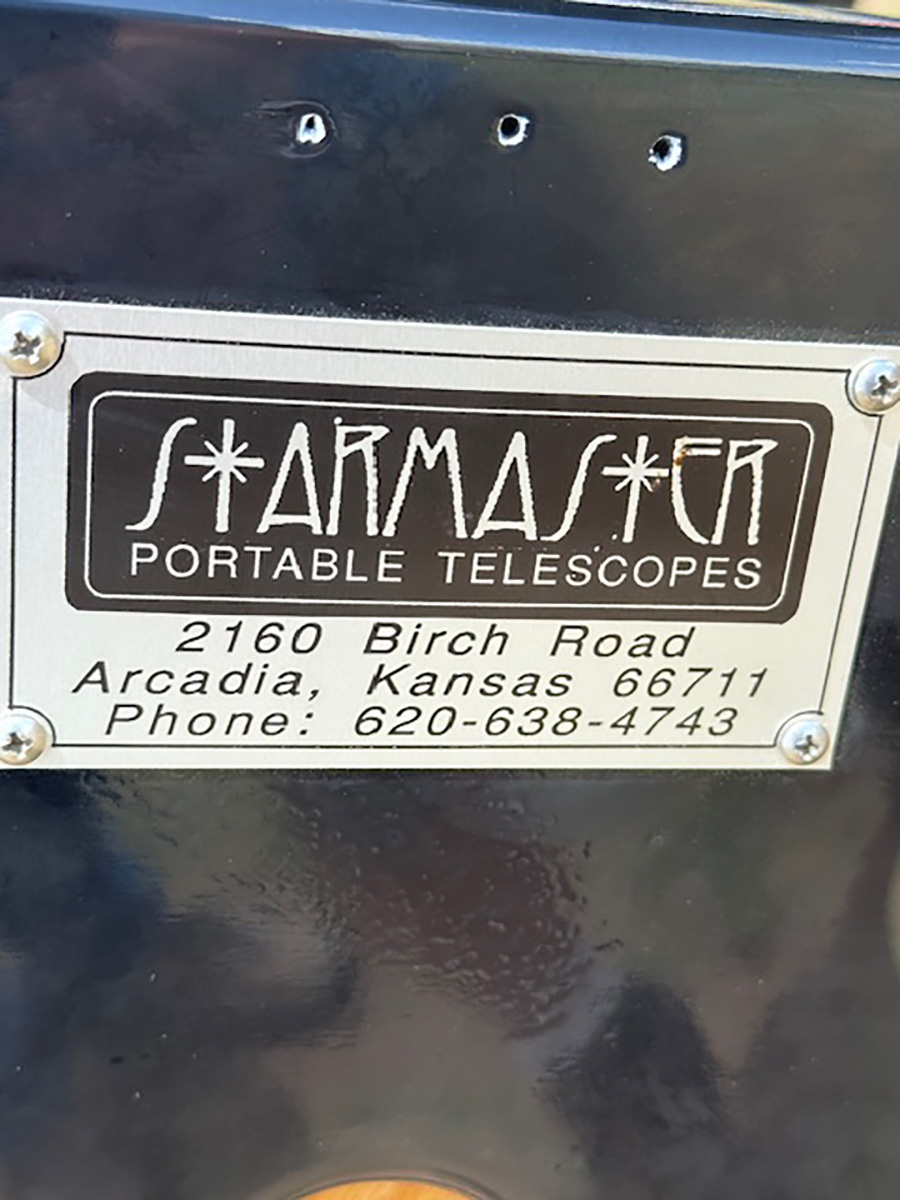 STARMASTER
PORTABLE TELESCOPES
2160 Birch Road
Arcadia, Kansas 66711
Phone: 620-638-4743